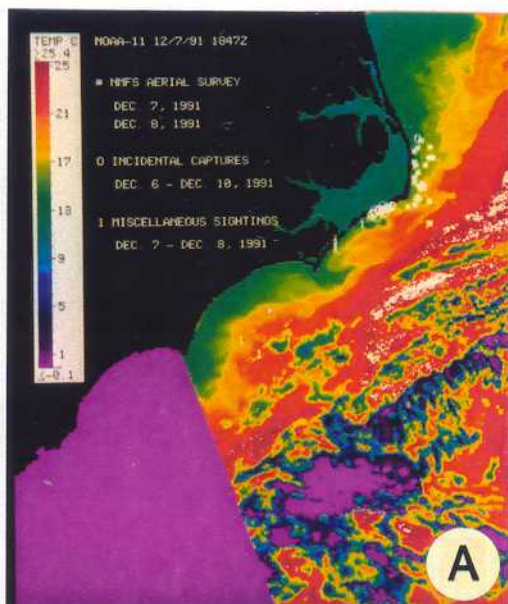 TEMP C
>25.4
25
21
17
13
9
5
1
≤-0.1
NOAA-11 12/7/91 1847Z
* NMFS AERIAL SURVEY
DEC. 7, 1991
DEC. 8, 1991
O INCIDENTAL CAPTURES
DEC. 6 - DEC. 10, 1991
1 MISCELLANEOUS SIGHTINGS
DEC. 7 - DEC. 8, 1991
A